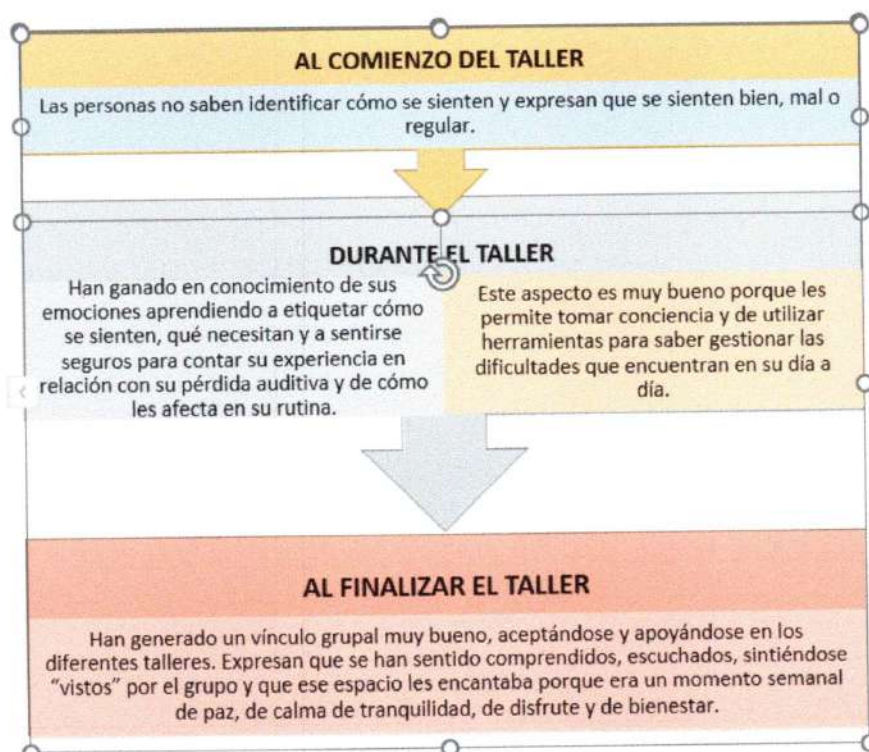 AL COMIENZO DEL TALLER
Las personas no saben identificar cómo se sienten y expresan que se sienten bien, mal o
regular.
DURANTE EL TALLER
Han ganado en conocimiento de sus
emociones aprendiendo a etiquetar cómo
se sienten, qué necesitan y a sentirse
seguros para contar su experiencia en
relación con su pérdida auditiva y de cómo
les afecta en su rutina.
Este aspecto es muy bueno porque les
permite tomar conciencia y de utilizar
herramientas para saber gestionar las
dificultades que encuentran en su día a
día.
AL FINALIZAR EL TALLER
Han generado un vínculo grupal muy bueno, aceptándose y apoyándose en los
diferentes talleres. Expresan que se han sentido comprendidos, escuchados, sintiéndose
“vistos” por el grupo y que ese espacio les encantaba porque era un momento semanal
de paz, de calma de tranquilidad, de disfrute y de bienestar.